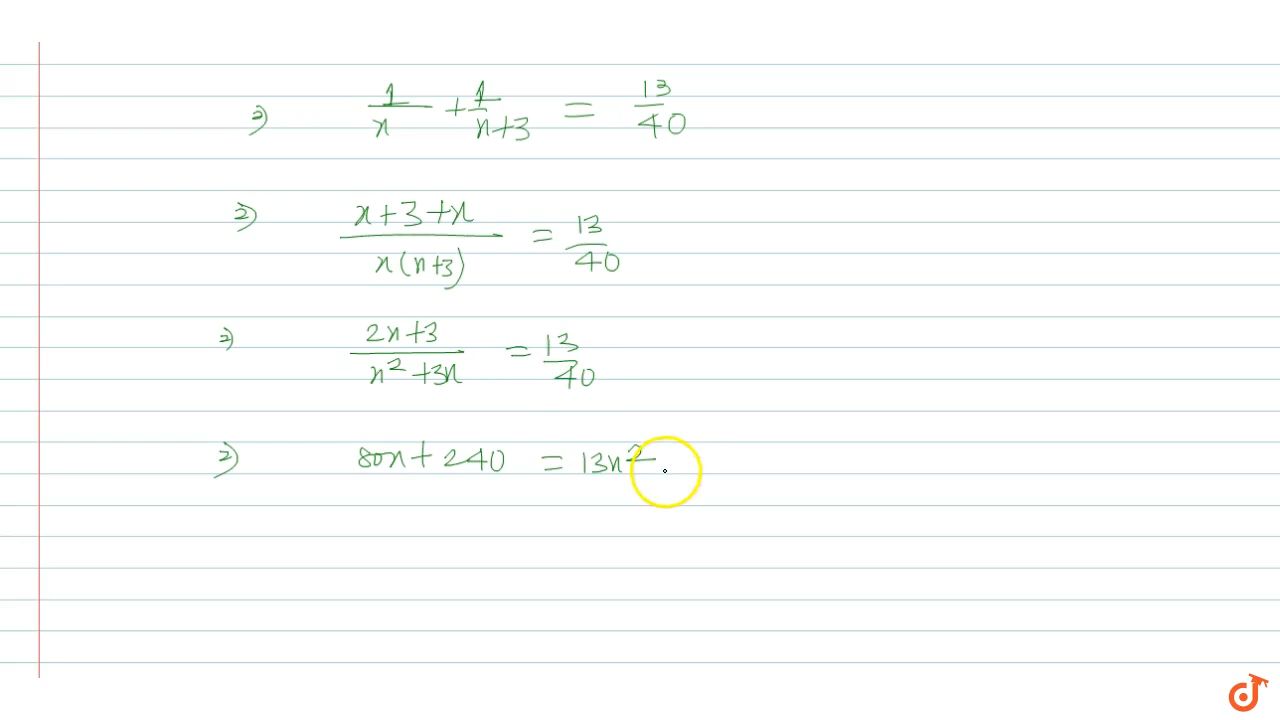 ⇒ 1/x + 1/x+3 = 13/40
⇒ x+3+x/x(x+3) = 13/40
⇒ 2x+3/x²+3x = 13/40
⇒ 80x + 240 = 13x²